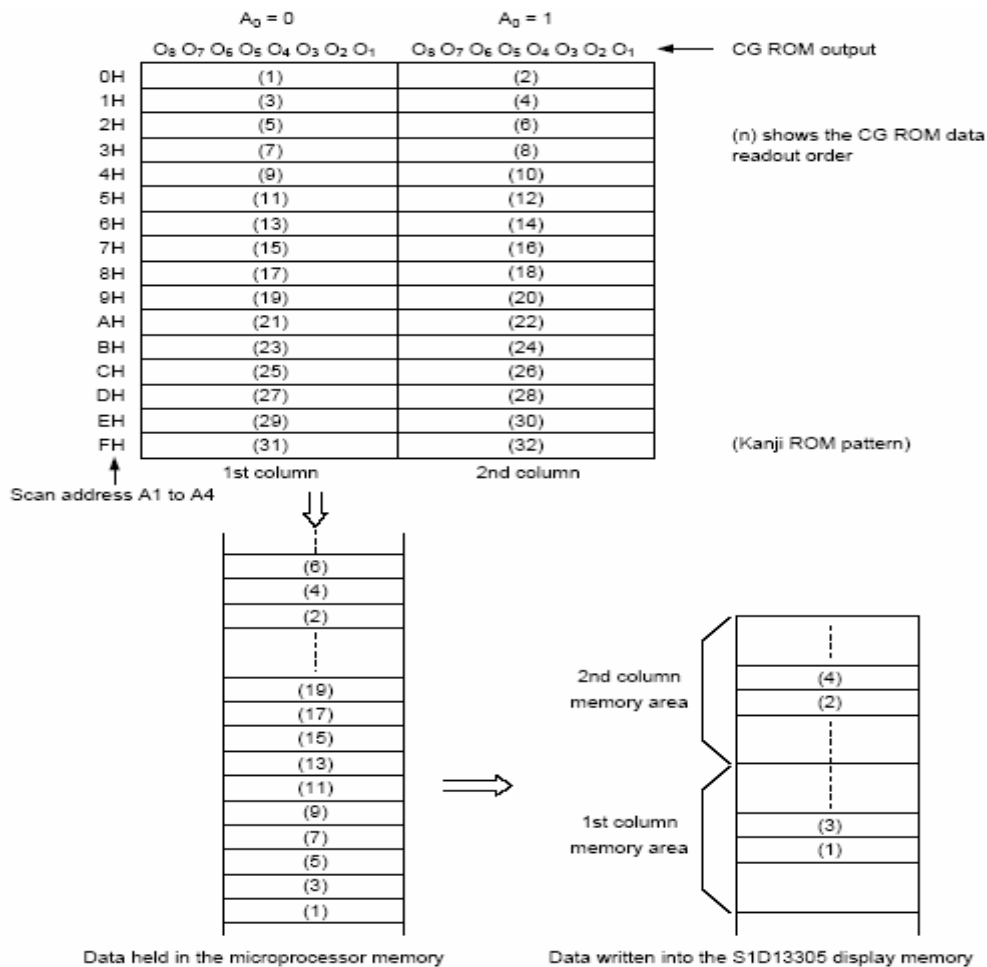 A₀ = 0 A₀ = 1
O₈ O₇ O₆ O₅ O₄ O₃ O₂ O₁ O₈ O₇ O₆ O₅ O₄ O₃ O₂ O₁ CG ROM output
0H (1) (2)
1H (3) (4)
2H (5) (6)
(n) shows the CG ROM data
3H (7) (8)
readout order
4H (9) (10)
5H (11) (12)
6H (13) (14)
7H (15) (16)
8H (17) (18)
9H (19) (20)
AH (21) (22)
BH (23) (24)
CH (25) (26)
DH (27) (28)
EH (29) (30)
FH (31) (32) (Kanji ROM pattern)
1st column 2nd column
Scan address A1 to A4
(6)
(4)
(2)
(19)
(17)
(15)
(13)
(11)
(9)
(7)
(5)
(3)
(1)
Data held in the microprocessor memory
2nd column
memory area
(4)
(2)
1st column
memory area
(3)
(1)
Data written into the S1D13305 display memory